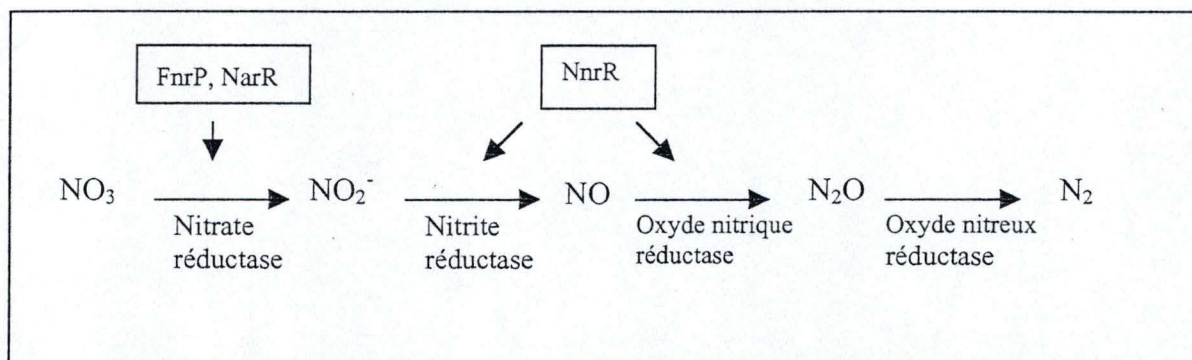 FnrP, NarR
NnrR
NO₃
NO₂⁻
NO
N₂O
N₂
Nitrate
réductase
Nitrite
réductase
Oxyde nitrique
réductase
Oxyde nitreux
réductase